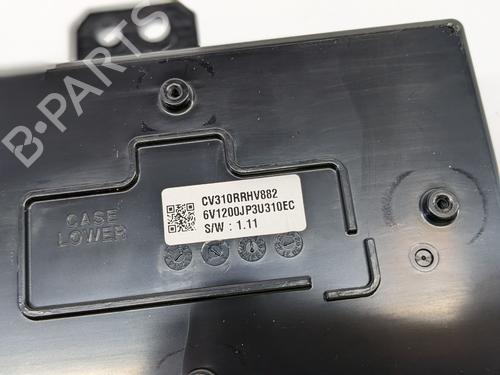 B-PARTS
CASE
LOWER
CV310RRHV882
6V1200JP3U310EC
S/W : 1.11